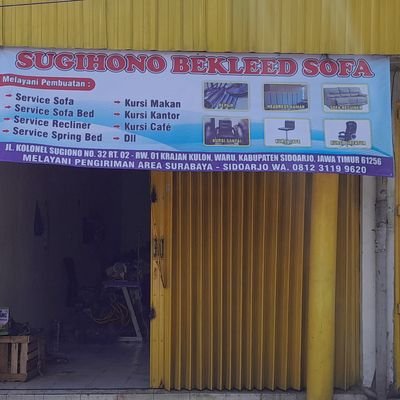 SUGIHONO BEKLEED SOFA
Melayani Pembuatan :
Service Sofa
Service Sofa Bed
Service Recliner
Service Spring Bed
Kursi Makan
Kursi Kantor
Kursi Café
Dll
KURSI SANTAI
JL. KOLONEL SUGIONO NO. 32 RT. 02 - RW. 01 KRAJAN KULON, WARU, KABUPATEN SIDOARJO, JAWA TIMUR 61256
MELAYANI PENGIRIMAN AREA SURABAYA - SIDOARJO WA. 0812 3119 9620